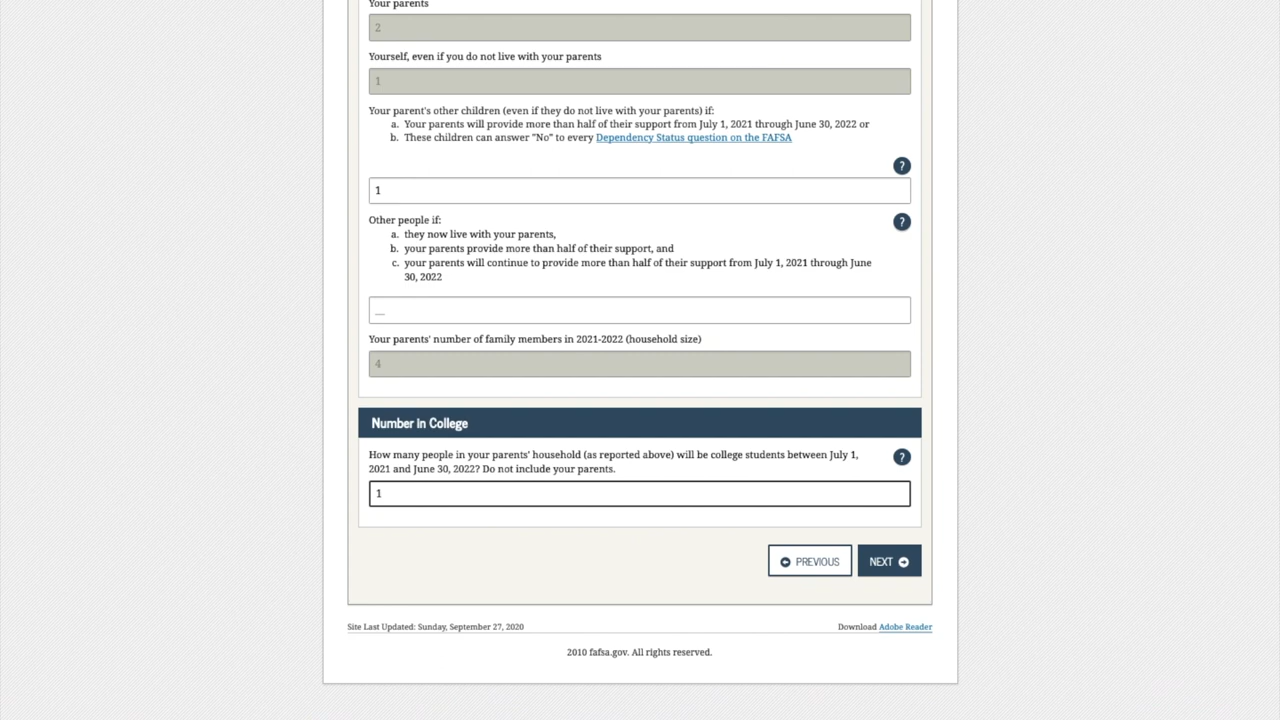 Your parents
2
Yourself, even if you do not live with your parents
1
Your parent's other children (even if they do not live with your parents) if:
a. Your parents will provide more than half of their support from July 1, 2021 through June 30, 2022 or
b. These children can answer "No" to every Dependency Status question on the FAFSA
?
1
Other people if:
?
a. they now live with your parents,
b. your parents provide more than half of their support, and
c. your parents will continue to provide more than half of their support from July 1, 2021 through June
30, 2022
__
Your parents' number of family members in 2021-2022 (household size)
4
Number in College
How many people in your parents' household (as reported above) will be college students between July 1,
2021 and June 30, 2022? Do not include your parents.
?
1
PREVIOUS
NEXT
Site Last Updated: Sunday, September 27, 2020
Download Adobe Reader
2010 fafsa.gov. All rights reserved.